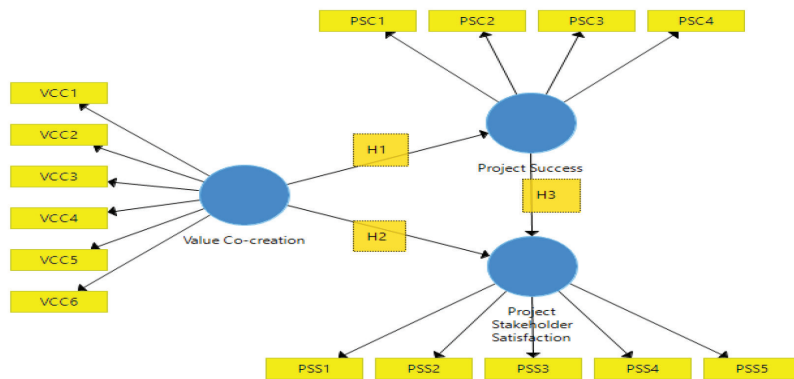 PSC1
PSC2
PSC3
PSC4
VCC1
VCC2
VCC3
VCC4
VCC5
VCC6
H1
Project Success
H3
Value Co-creation
H2
Project
Stakeholder
Satisfaction
PSS1
PSS2
PSS3
PSS4
PSS5